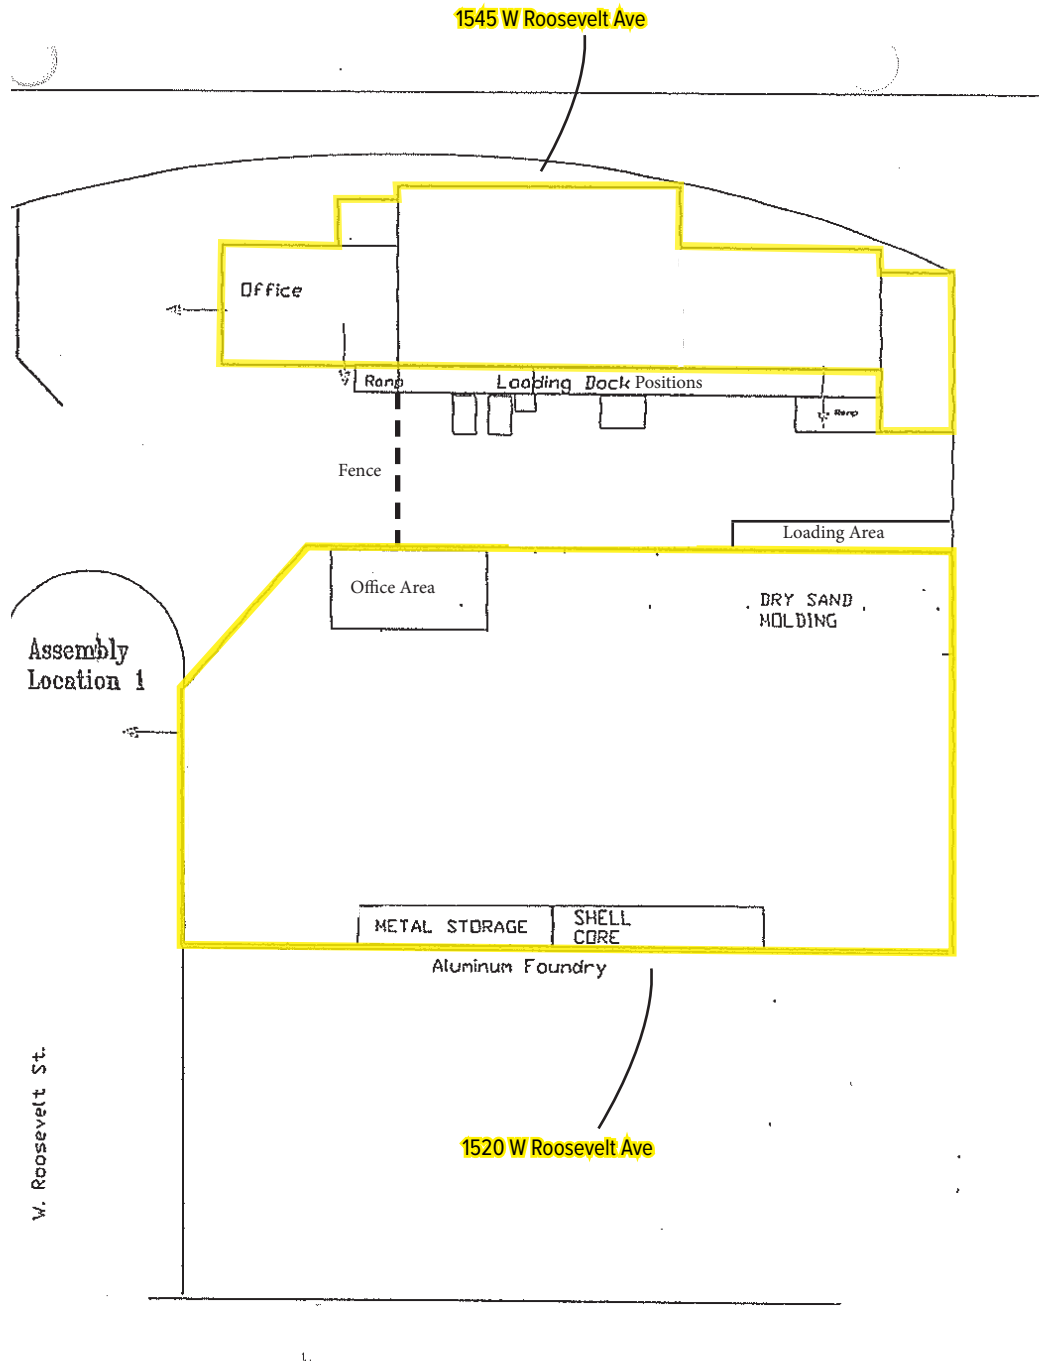 1545 W Roosevelt Ave
Office
Ramp
Loading Dock Positions
Ramp
Fence
Loading Area
Office Area
DRY SAND
MOLDING
Assembly
Location 1
METAL STORAGE
SHELL
CORE
Aluminum Foundry
W. Roosevelt St.
1520 W Roosevelt Ave